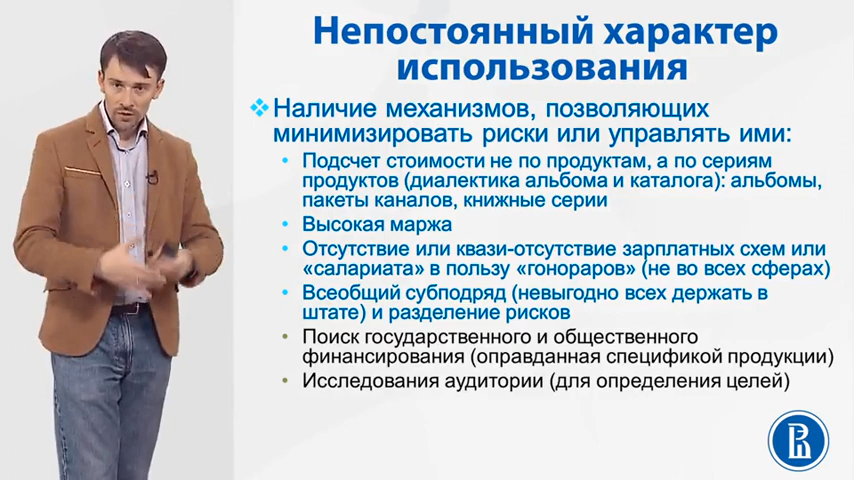 Непостоянный характер
использования
Наличие механизмов, позволяющих
минимизировать риски или управлять ими:
• Подсчет стоимости не по продуктам, а по сериям
продуктов (диалектика альбома и каталога): альбомы,
пакеты каналов, книжные серии
• Высокая маржа
• Отсутствие или квази-отсутствие зарплатных схем или
«салариата» в пользу «гонораров» (не во всех сферах)
• Всеобщий субподряд (невыгодно всех держать в
штате) и разделение рисков
• Поиск государственного и общественного
финансирования (оправданная спецификой продукции)
• Исследования аудитории (для определения целей)